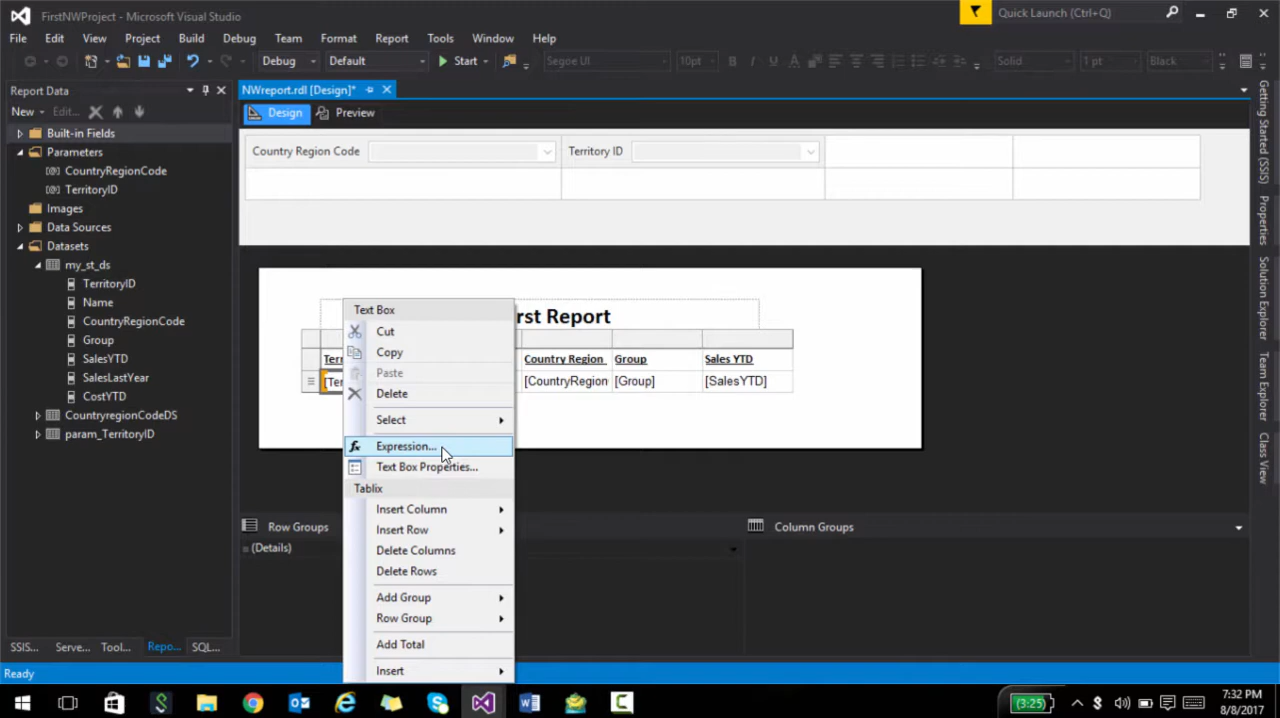 FirstNWProject - Microsoft Visual Studio
Quick Launch (Ctrl+Q)
File Edit View Project Build Debug Team Format Report Tools Window Help
Debug Default Start Segoe UI 10pt B I U A Solid 1 pt Black
Report Data
New Edit...
Built-in Fields
Parameters
CountryRegionCode
TerritoryID
Images
Data Sources
Datasets
my_st_ds
TerritoryID
Name
CountryRegionCode
Group
SalesYTD
SalesLastYear
CostYTD
CountryregionCodeDS
param_TerritoryID
SSIS... Serve... Tool... Repo... SQL...
NWreport.rdl [Design]*
Design Preview
Country Region Code Territory ID
rst Report
Terr Country Region Group Sales YTD
[Ter [CountryRegion [Group] [SalesYTD]
Text Box
Cut
Copy
Paste
Delete
Select
fx Expression...
Text Box Properties...
Tablix
Insert Column
Insert Row
Delete Columns
Delete Rows
Add Group
Row Group
Add Total
Insert
Row Groups Column Groups
(Details)
Getting Started (SSIS)
Properties
Solution Explorer
Team Explorer
Class View
Ready
(3:25)
7:32 PM
8/8/2017